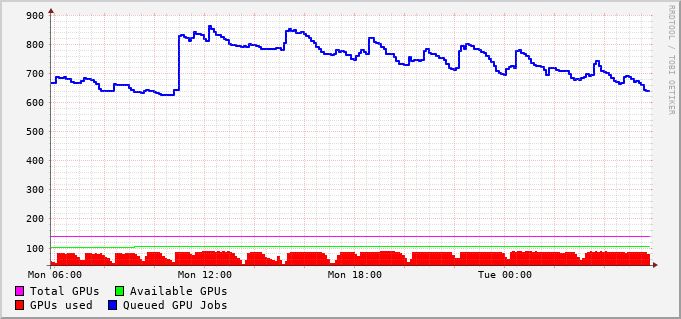 900
800
700
600
500
400
300
200
100
Mon 06:00 Mon 12:00 Mon 18:00 Tue 00:00
Total GPUs Available GPUs
GPUs used Queued GPU Jobs
RRDTOOL / TOBI OETIKER